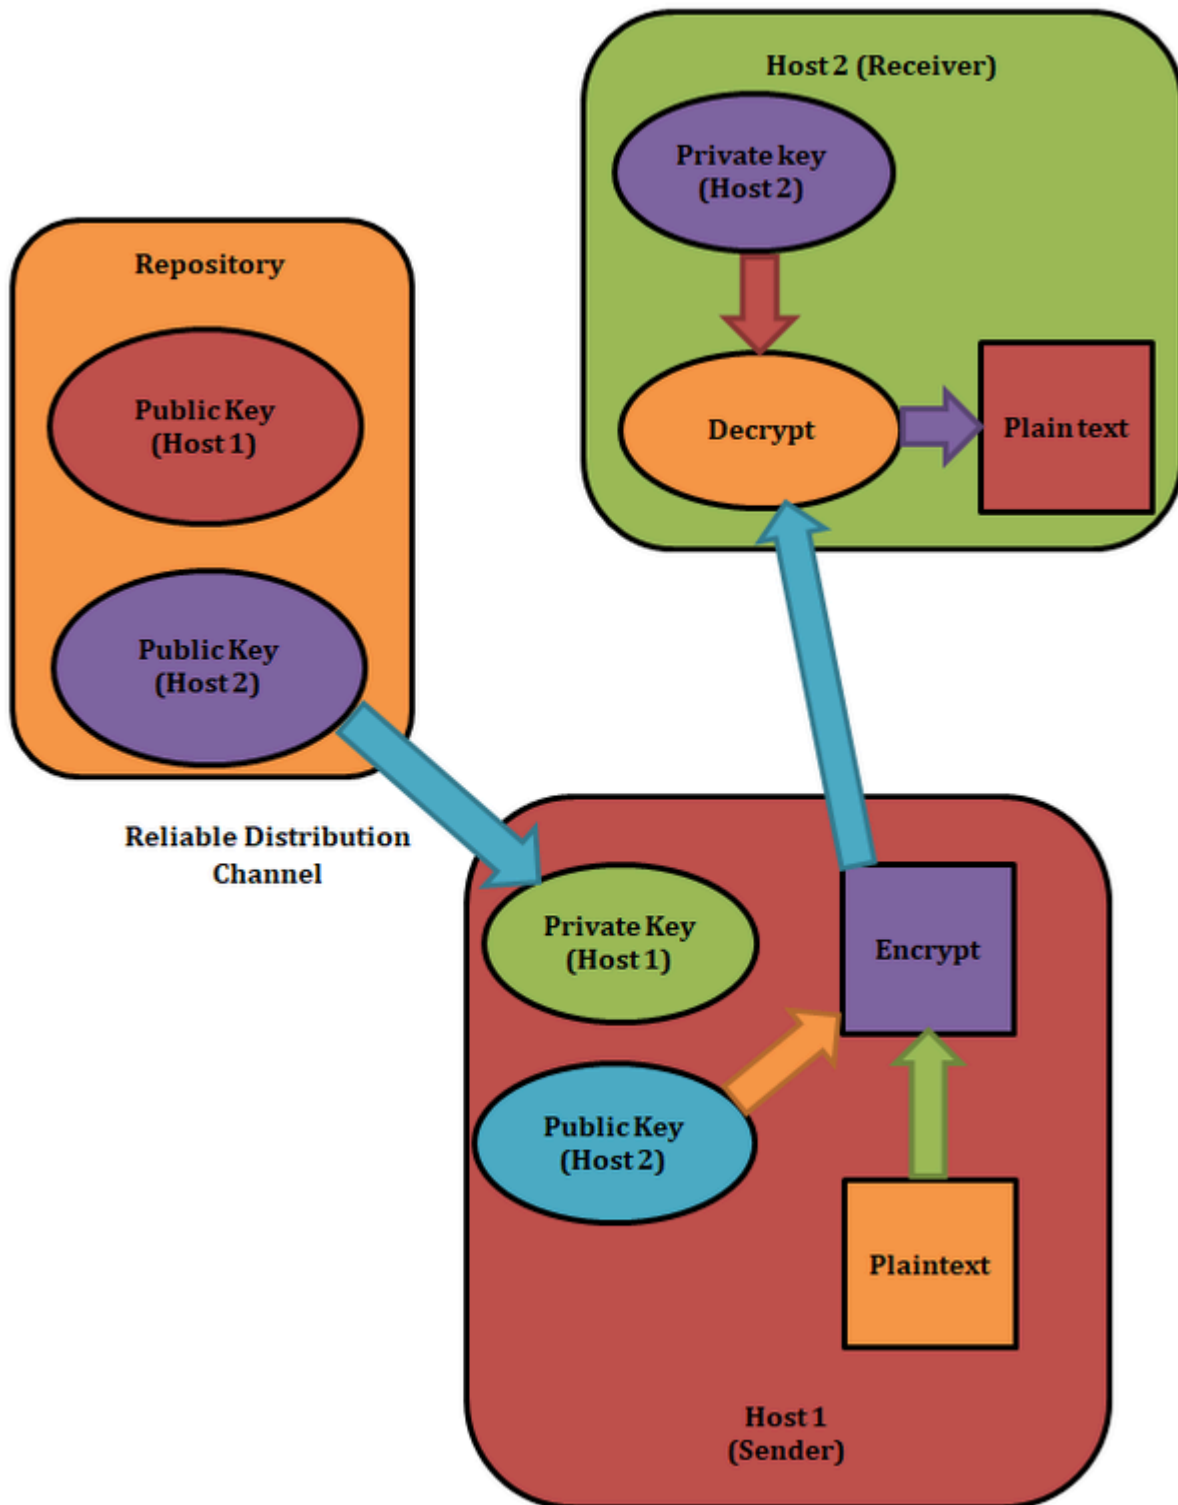 Host 2 (Receiver)
Private key
(Host 2)
Repository
Public Key
(Host 1)
Decrypt
Plain text
Public Key
(Host 2)
Reliable Distribution
Channel
Private Key
(Host 1)
Encrypt
Public Key
(Host 2)
Plaintext
Host 1
(Sender)